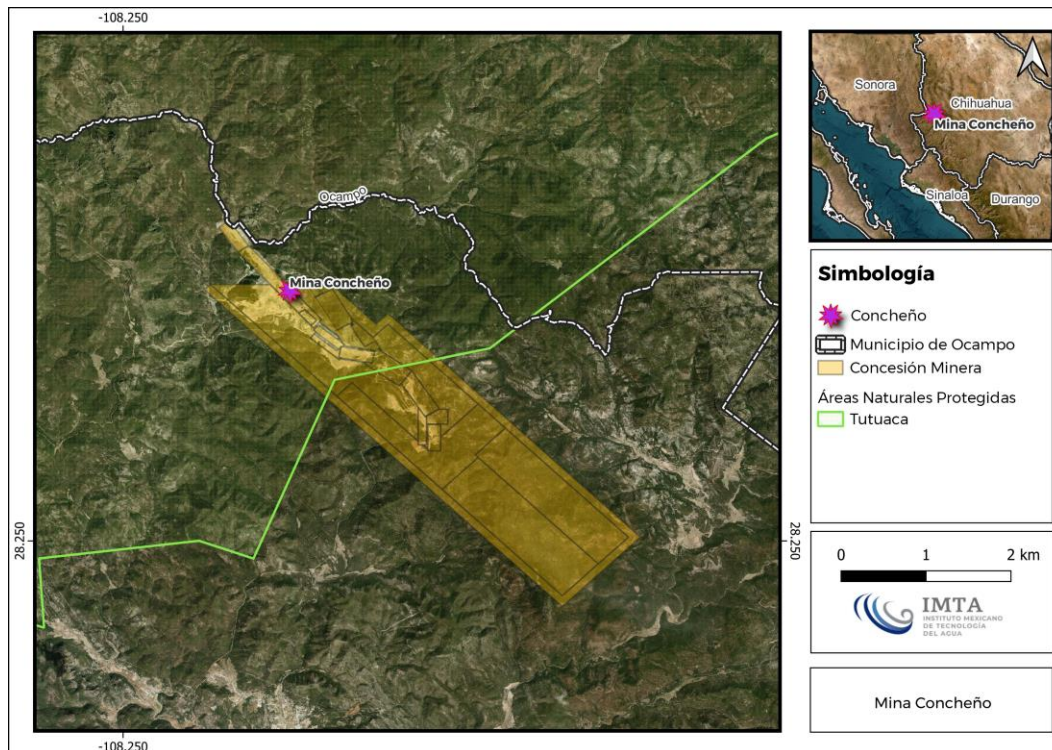 -108.250
Ocampo
Mina Concheño
28.250
28.250
-108.250
Sonora
Chihuahua
Mina Concheño
Sinaloa
Durango
Simbología
Concheño
Municipio de Ocampo
Concesión Minera
Áreas Naturales Protegidas
Tutuaca
0 1 2 km
IMTA
INSTITUTO MEXICANO
DE TECNOLOGÍA
DEL AGUA
Mina Concheño